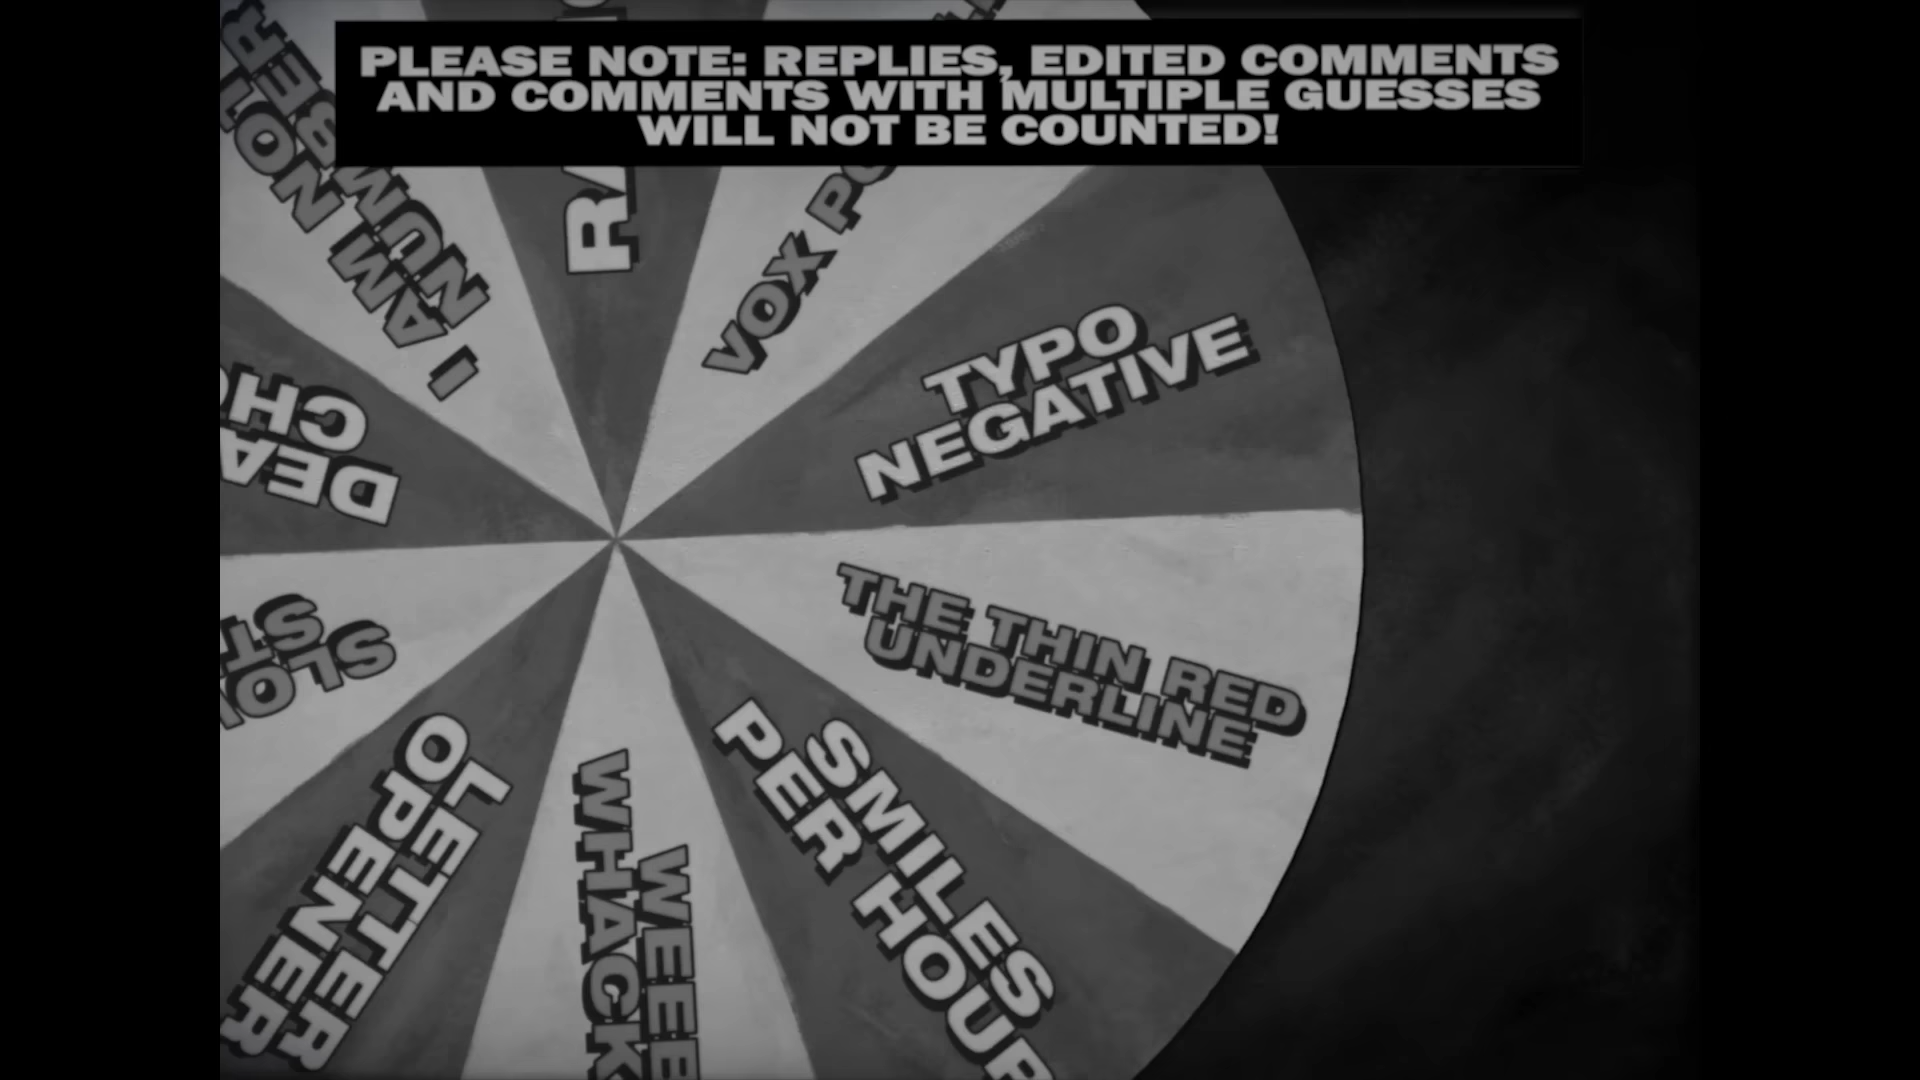 PLEASE NOTE: REPLIES, EDITED COMMENTS
AND COMMENTS WITH MULTIPLE GUESSES
WILL NOT BE COUNTED!
I AM NOT
NUMBER
VOX
TYPO
NEGATIVE
THE THIN RED
UNDERLINE
SMILES
PER HOUR
WEEB
WHACK
LETTER
OPENER